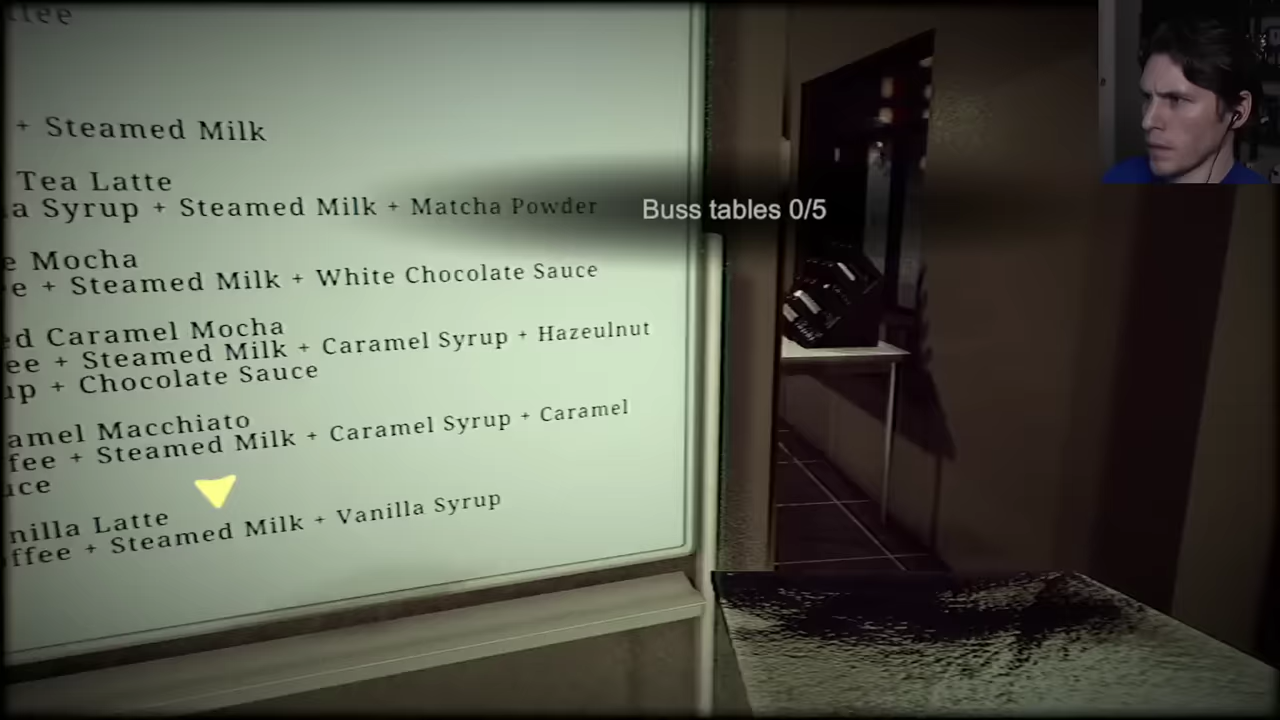 + Steamed Milk
Tea Latte
Syrup + Steamed Milk + Matcha Powder
Buss tables 0/5
Mocha
+ Steamed Milk + White Chocolate Sauce
Caramel Mocha
+ Steamed Milk + Caramel Syrup + Hazeulnut
+ Chocolate Sauce
amel Macchiato
fee + Steamed Milk + Caramel Syrup + Caramel
uce
nilla Latte
ffee + Steamed Milk + Vanilla Syrup